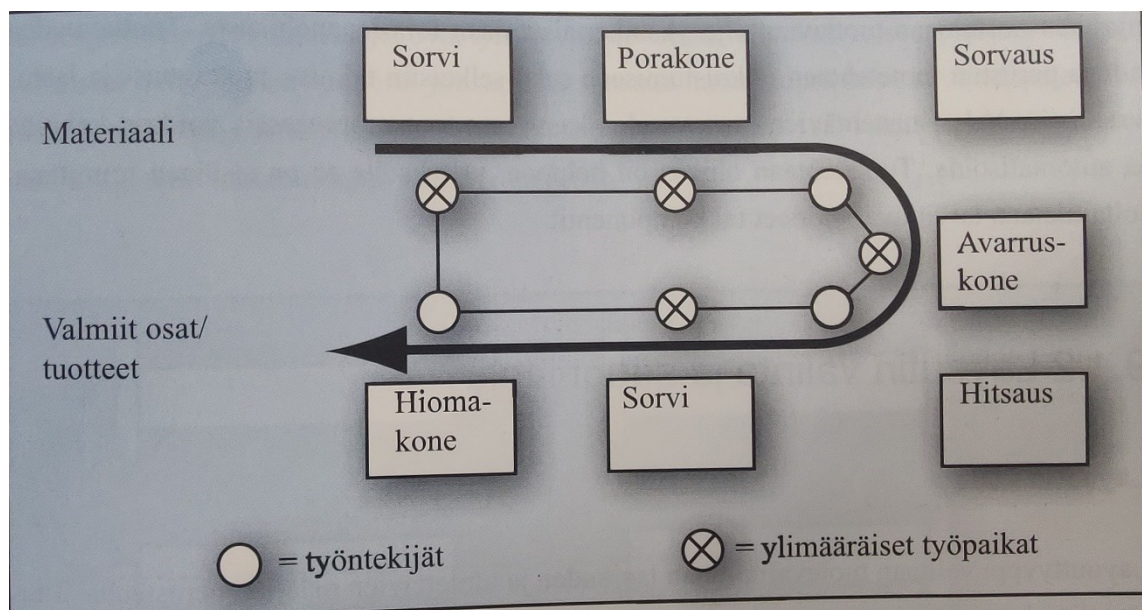 Sorvi
Porakone
Sorvaus
Materiaali
Avarrus-
kone
Valmiit osat/
tuotteet
Hioma-
kone
Sorvi
Hitsaus
= työntekijät
= ylimääräiset työpaikat